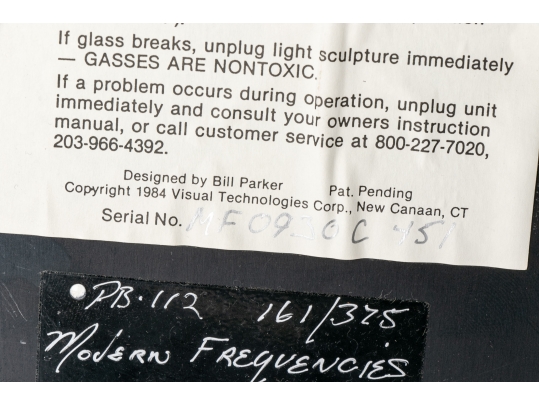 If glass breaks, unplug light sculpture immediately
— GASSES ARE NONTOXIC.
If a problem occurs during operation, unplug unit
immediately and consult your owners instruction
manual, or call customer service at 800-227-7020,
203-966-4392.
Designed by Bill Parker Pat. Pending
Copyright 1984 Visual Technologies Corp., New Canaan, CT
Serial No.
PB·112 161/375
MODERN FREQUENCIES